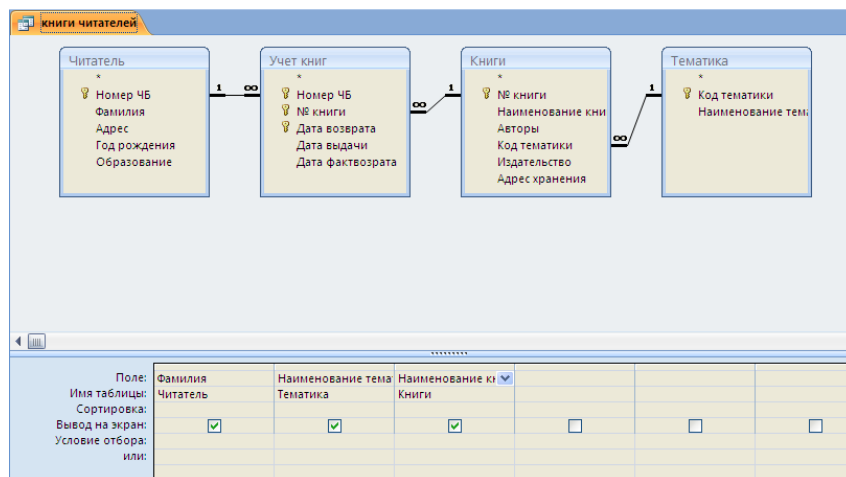 книги читателей
Читатель
*
Номер ЧБ
Фамилия
Адрес
Год рождения
Образование
Учет книг
*
Номер ЧБ
№ книги
Дата возврата
Дата выдачи
Дата фактвозрата
Книги
*
№ книги
Наименование кни
Авторы
Код тематики
Издательство
Адрес хранения
Тематика
*
Код тематики
Наименование тема
1 ∞ ∞ 1 ∞ 1
Поле: Фамилия Наименование тема Наименование кн
Имя таблицы: Читатель Тематика Книги
Сортировка:
Вывод на экран:
Условие отбора:
или: